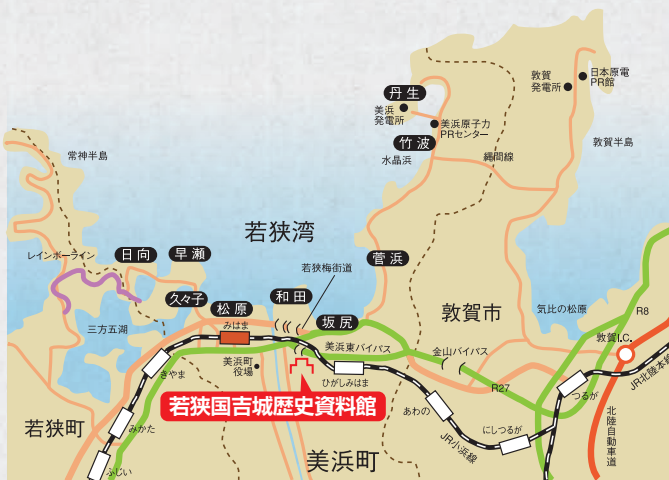 丹生
美浜
発電所
美浜原子力
PRセンター
竹波
水晶浜
縄間線
敦賀
発電所
日本原電
PR館
敦賀半島
常神半島
若狭湾
レインボーライン
日向
早瀬
菅浜
若狭梅街道
久々子
松原
和田
坂尻
敦賀市
気比の松原
R8
三方五湖
みはま
美浜東バイパス
金山バイパス
敦賀I.C.
JR北陸本線
きやま
美浜町
役場
ひがしみはま
R27
つるが
若狭国吉城歴史資料館
あわの
若狭町
みかた
JR小浜線
にしつるが
北陸自動車道
美浜町
ふじい